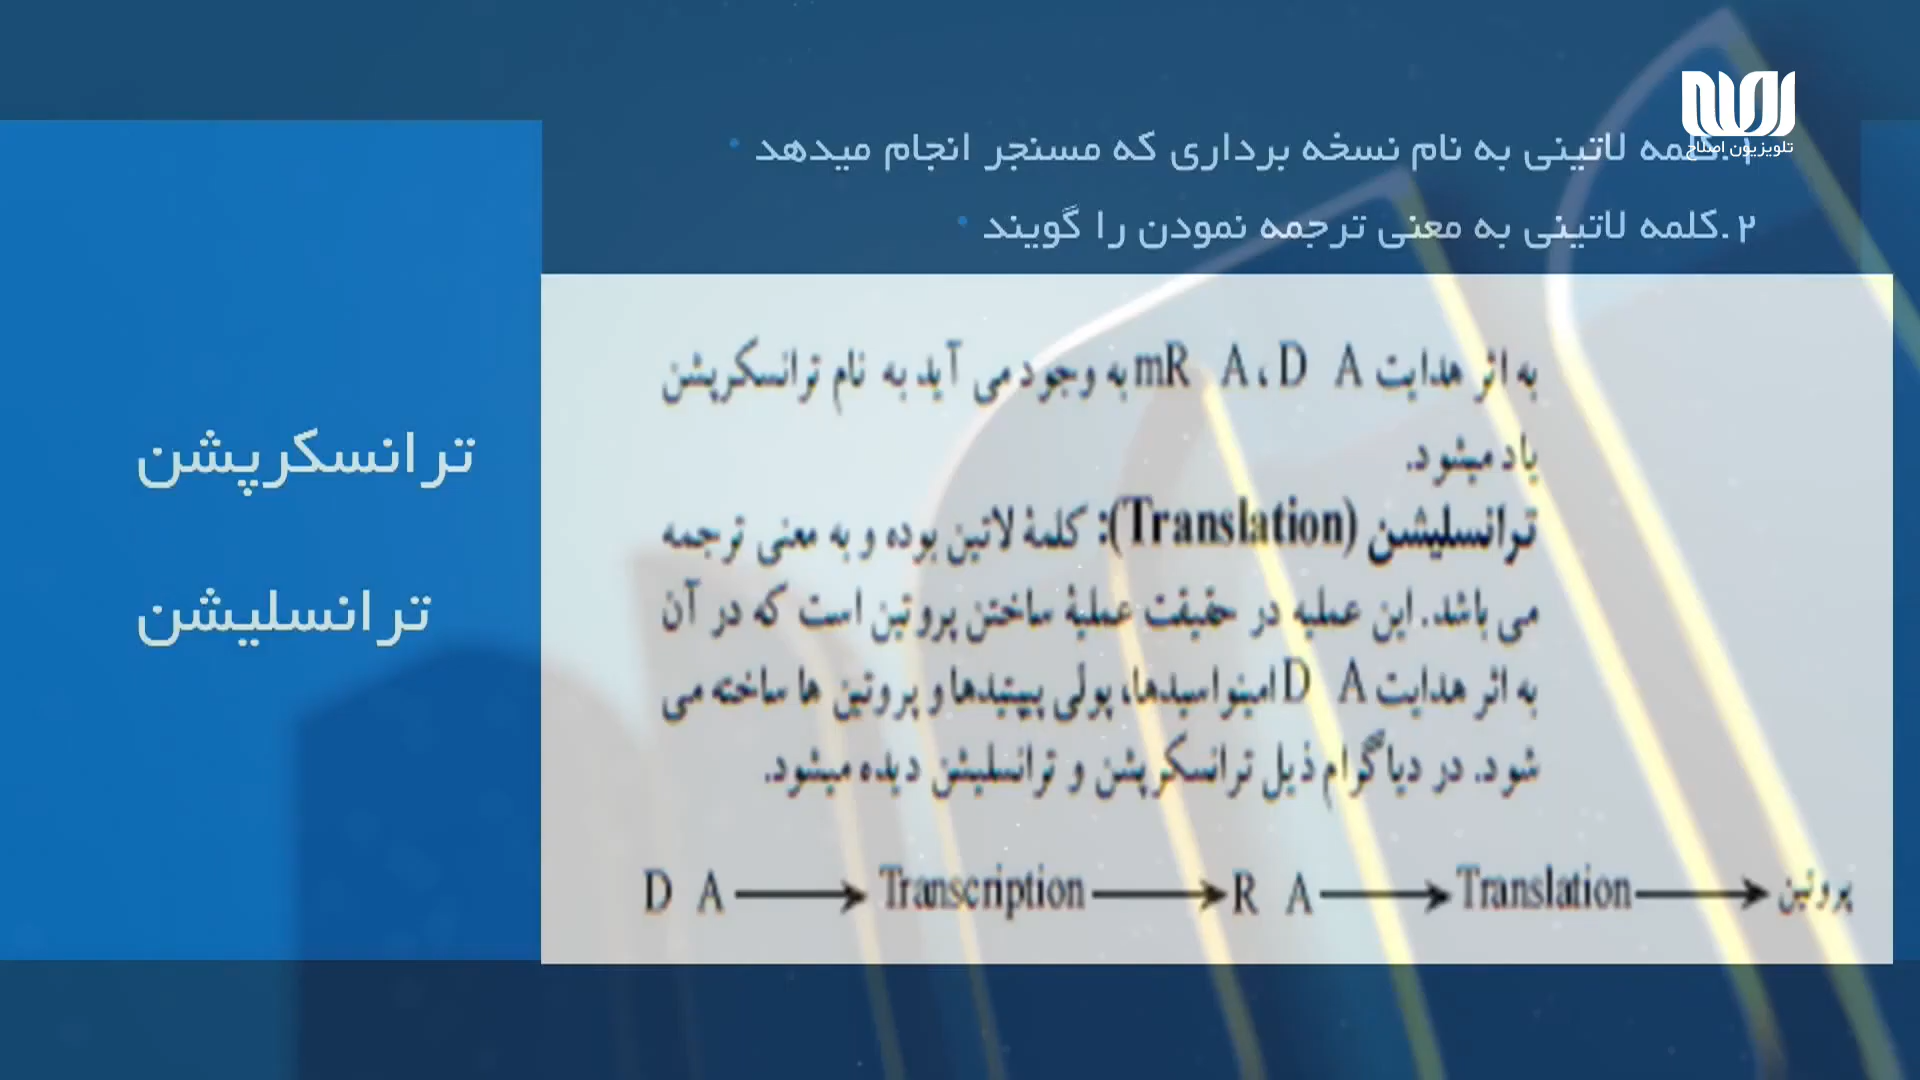 تلویزیون اصلاح
۱.کلمه لاتینی به نام نسخه برداری که مسنجر انجام میدهد
۲.کلمه لاتینی به معنی ترجمه نمودن را گویند
ترانسکرپشن
ترانسلیشن
به اثر هدایت D A، mR A به وجود می آید به نام ترانسکرپشن
یاد میشود.
ترانسلیشن (Translation): کلمۀ لاتین بوده و به معنی ترجمه
می باشد. این عملیه در حقیقت عملیۀ ساختن پروتین است که در آن
به اثر هدایت D A امینواسیدها، پولی پیپتیدها و پروتین ها ساخته می
شود. در دیاگرام ذیل ترانسکرپشن و ترانسلیشن دیده میشود.
D A → Transcription → R A → Translation → پروتین